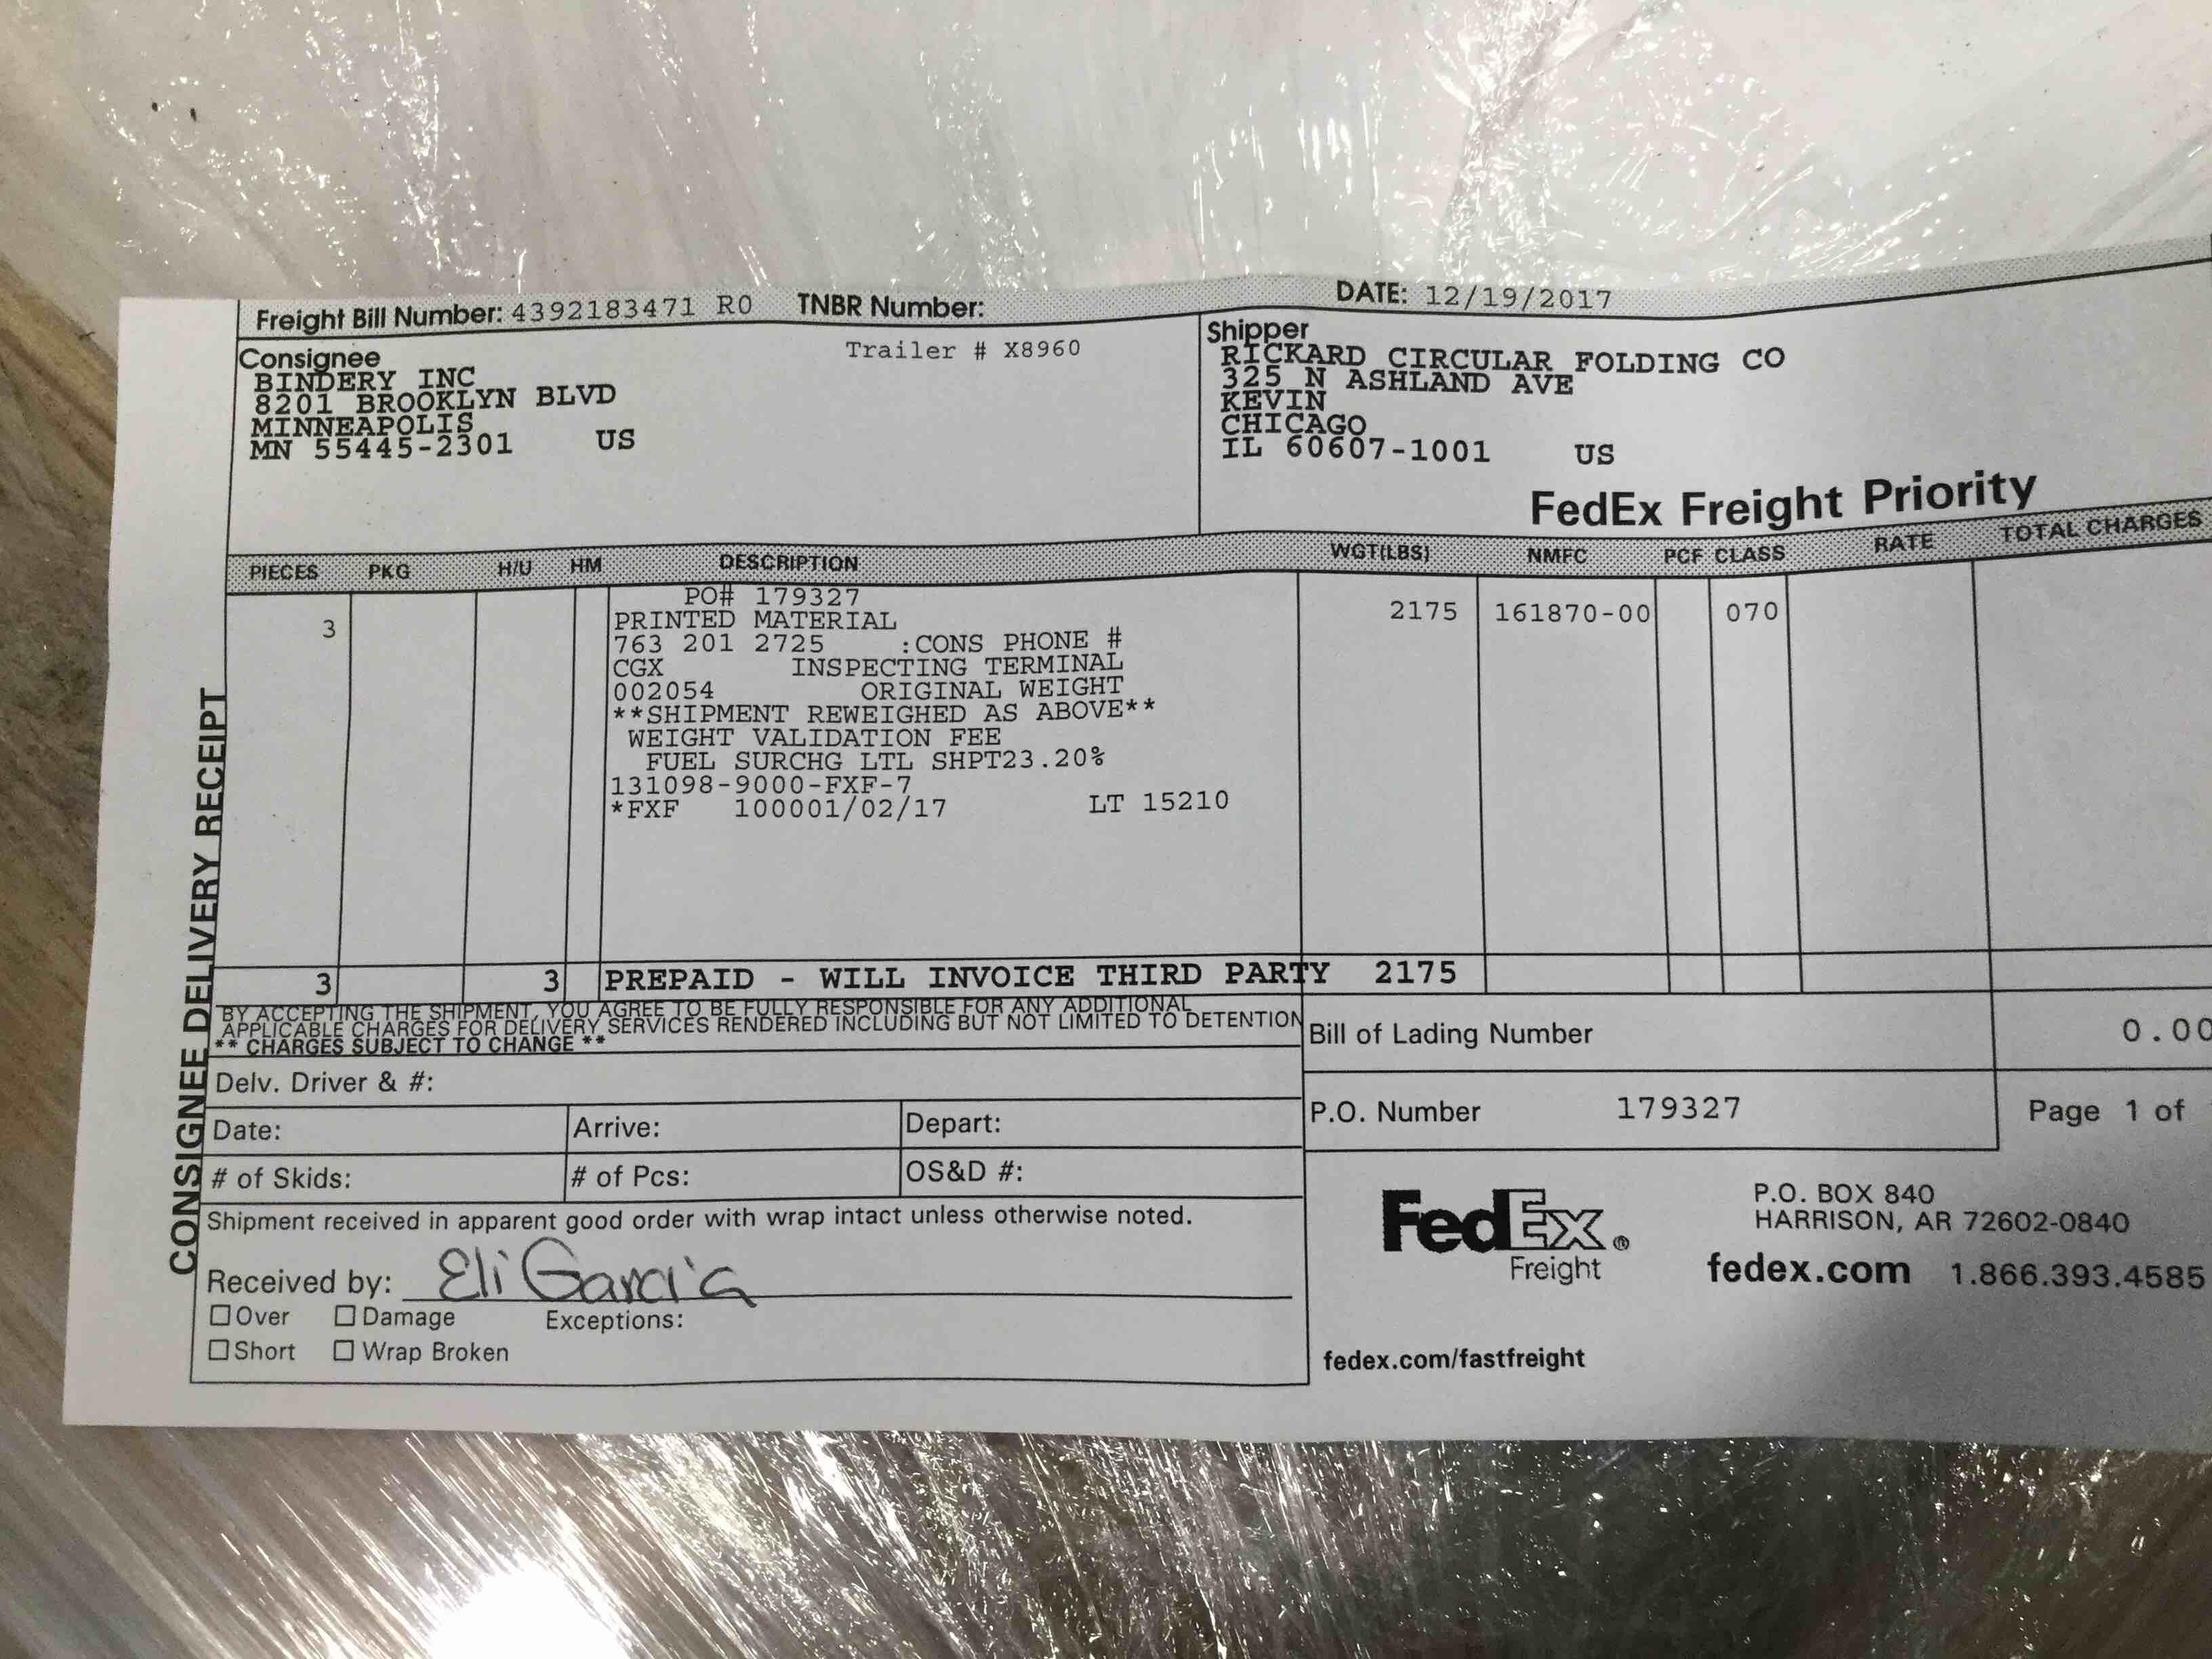 Freight Bill Number: 4392183471 R0 TNBR Number: DATE: 12/19/2017
Consignee
BINDERY INC
8201 BROOKLYN BLVD
MINNEAPOLIS
MN 55445-2301 US
Trailer # X8960
Shipper
RICKARD CIRCULAR FOLDING CO
325 N ASHLAND AVE
KEVIN
CHICAGO
IL 60607-1001 US
FedEx Freight Priority
PIECES PKG H/U HM DESCRIPTION WGT(LBS) NMFC PCF CLASS RATE TOTAL CHARGES
PO# 179327
3 PRINTED MATERIAL 2175 161870-00 070
763 201 2725 :CONS PHONE #
CGX INSPECTING TERMINAL
002054 ORIGINAL WEIGHT
**SHIPMENT REWEIGHED AS ABOVE**
WEIGHT VALIDATION FEE
FUEL SURCHG LTL SHPT23.20%
131098-9000-FXF-7
*FXF 100001/02/17 LT 15210
3 3 PREPAID - WILL INVOICE THIRD PARTY 2175
BY ACCEPTING THE SHIPMENT, YOU AGREE TO BE FULLY RESPONSIBLE FOR ANY ADDITIONAL
APPLICABLE CHARGES FOR DELIVERY SERVICES RENDERED INCLUDING BUT NOT LIMITED TO DETENTION
** CHARGES SUBJECT TO CHANGE **
Bill of Lading Number 0.00
Delv. Driver & #:
P.O. Number 179327 Page 1 of
Date: Arrive: Depart:
# of Skids: # of Pcs: OS&D #:
Shipment received in apparent good order with wrap intact unless otherwise noted.
Received by: Eli Garcia
Over Damage Exceptions:
Short Wrap Broken
CONSIGNEE DELIVERY RECEIPT
FedEx®
Freight
P.O. BOX 840
HARRISON, AR 72602-0840
fedex.com 1.866.393.4585
fedex.com/fastfreight